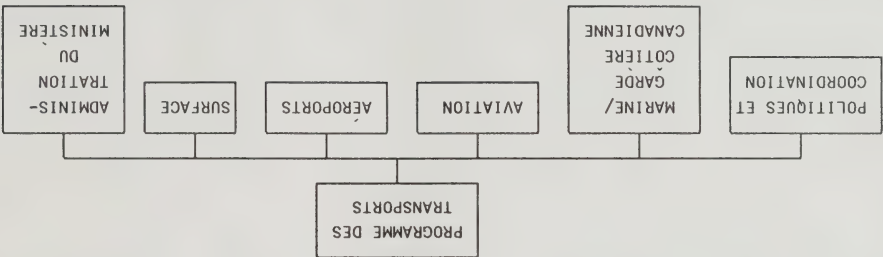 PROGRAMME DES
TRANSPORTS
POLITIQUES ET
COORDINATION
MARINE/
GARDE
CÔTIÈRE
CANADIENNE
AVIATION
AÉROPORTS
SURFACE
ADMINIS-
TRATION
DU
MINISTÈRE